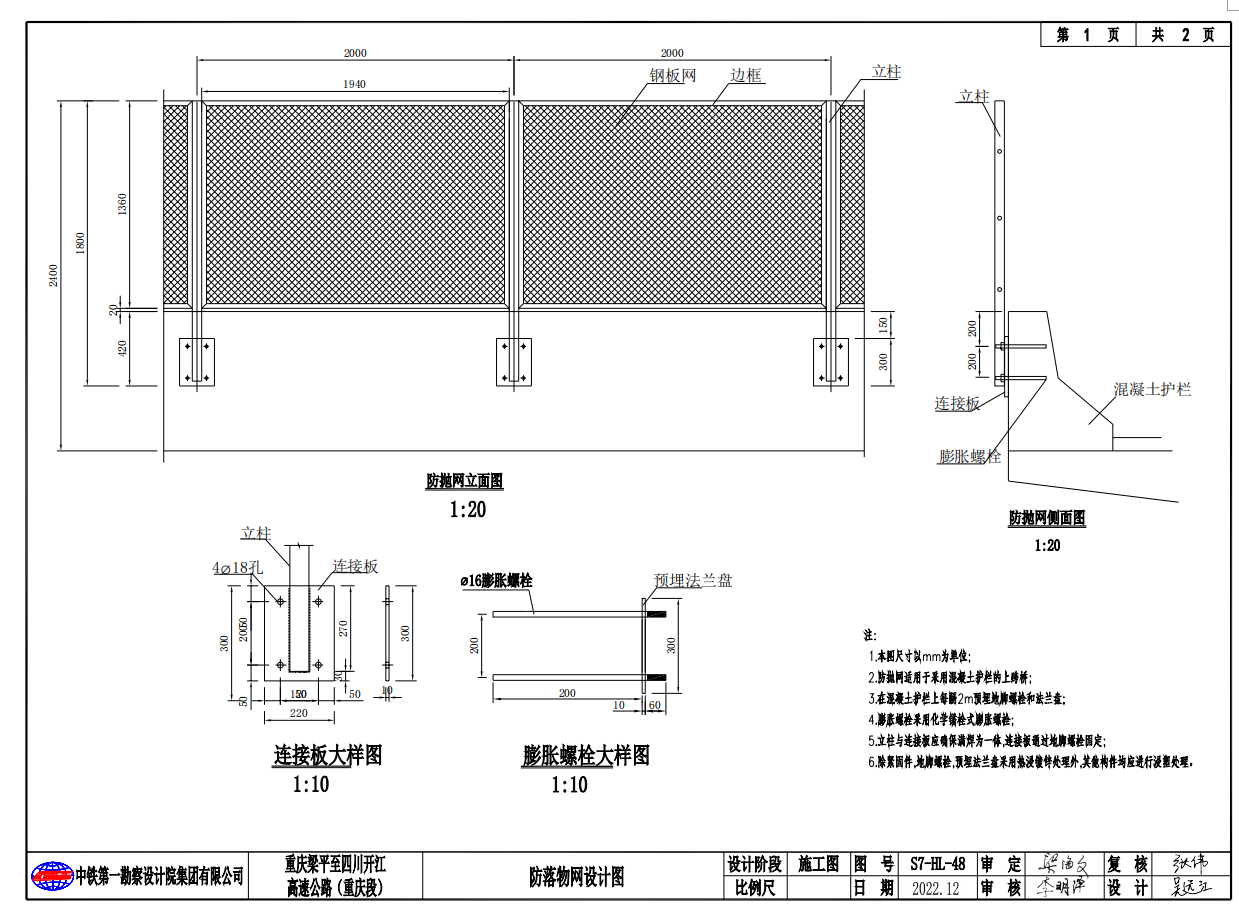 第 1 页 共 2 页
2000 2000
1940
钢板网 边框 立柱
立柱
1360
1800
2400
20
420
150
300
200
200
连接板
混凝土护栏
膨胀螺栓
防抛网立面图
1:20
防抛网侧面图
1:20
立柱
4⌀18孔
连接板
300
200
50
50
270
30
300
150
20
50
10
220
连接板大样图
1:10
⌀16膨胀螺栓
预埋法兰盘
200
300
200
10 60
膨胀螺栓大样图
1:10
注:
1.本图尺寸以mm为单位;
2.防抛网适用于采用混凝土护栏的上跨桥;
3.在混凝土护栏上每隔2m预埋地脚螺栓和法兰盘;
4.膨胀螺栓采用化学锚栓式膨胀螺栓;
5.立柱与连接板应确保满焊为一体,连接板通过地脚螺栓固定;
6.除紧固件,地脚螺栓,预埋法兰盘采用热浸镀锌处理外,其他构件均应进行浸塑处理。
中铁第一勘察设计院集团有限公司
重庆梁平至四川开江
高速公路（重庆段）
防落物网设计图
设计阶段 施工图 图 号 S7-HL-48 审 定 梁海文 复 核 张伟
比例尺 日 期 2022.12 审 核 李明泽 设 计 吴远江